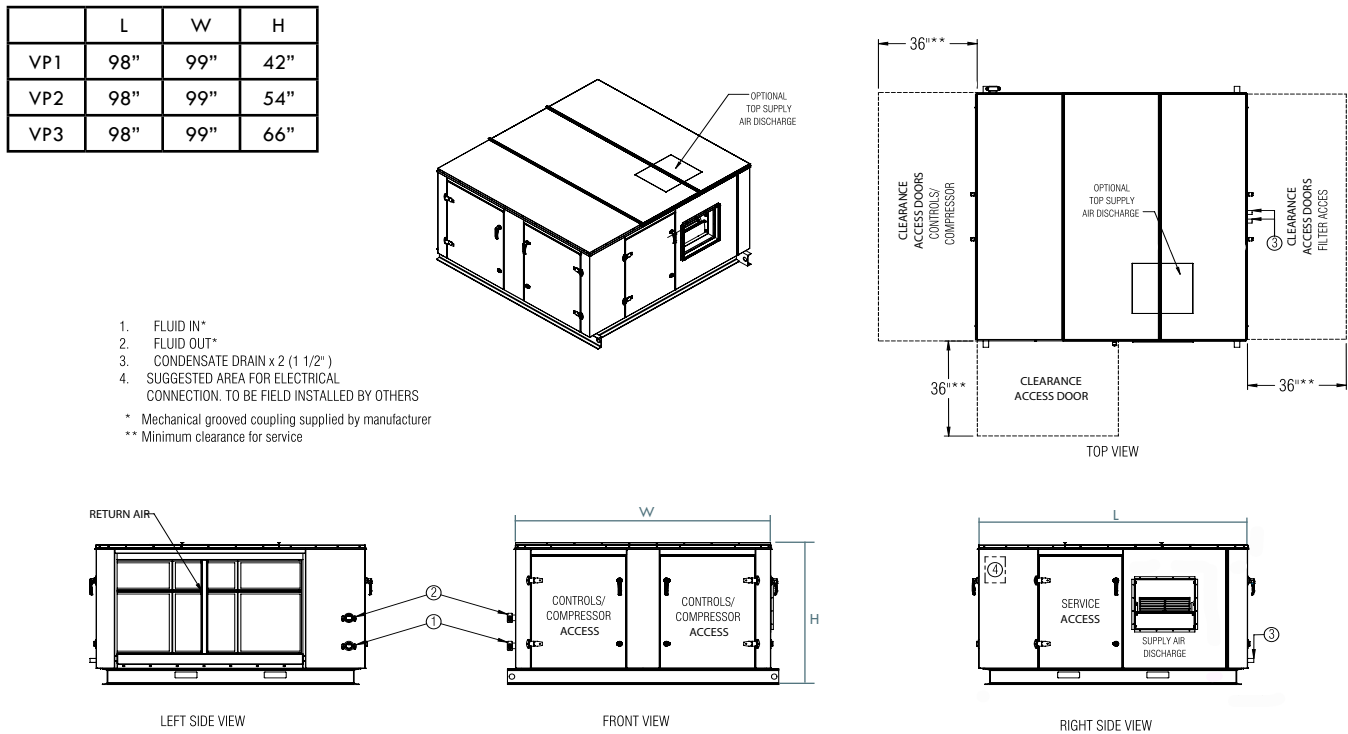 L W H
VP1 98” 99” 42”
VP2 98” 99” 54”
VP3 98” 99” 66”
OPTIONAL
TOP SUPPLY
AIR DISCHARGE
1. FLUID IN*
2. FLUID OUT*
3. CONDENSATE DRAIN x 2 (1 1/2" )
4. SUGGESTED AREA FOR ELECTRICAL
CONNECTION. TO BE FIELD INSTALLED BY OTHERS
* Mechanical grooved coupling supplied by manufacturer
** Minimum clearance for service
36"**
CLEARANCE
ACCESS DOORS
CONTROLS/
COMPRESSOR
OPTIONAL
TOP SUPPLY
AIR DISCHARGE
3
CLEARANCE
ACCESS DOORS
FILTER ACCES
36"**
CLEARANCE
ACCESS DOOR
36"**
TOP VIEW
RETURN AIR
LEFT SIDE VIEW
2
1
W
CONTROLS/
COMPRESSOR
ACCESS
CONTROLS/
COMPRESSOR
ACCESS
H
FRONT VIEW
L
4
SERVICE
ACCESS
SUPPLY AIR
DISCHARGE
3
RIGHT SIDE VIEW